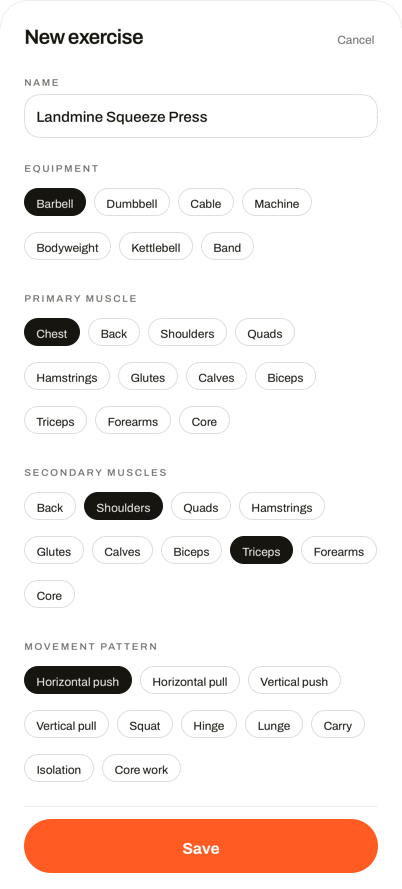 New exercise Cancel
NAME
Landmine Squeeze Press
EQUIPMENT
Barbell Dumbbell Cable Machine
Bodyweight Kettlebell Band
PRIMARY MUSCLE
Chest Back Shoulders Quads
Hamstrings Glutes Calves Biceps
Triceps Forearms Core
SECONDARY MUSCLES
Back Shoulders Quads Hamstrings
Glutes Calves Biceps Triceps Forearms
Core
MOVEMENT PATTERN
Horizontal push Horizontal pull Vertical push
Vertical pull Squat Hinge Lunge Carry
Isolation Core work
Save